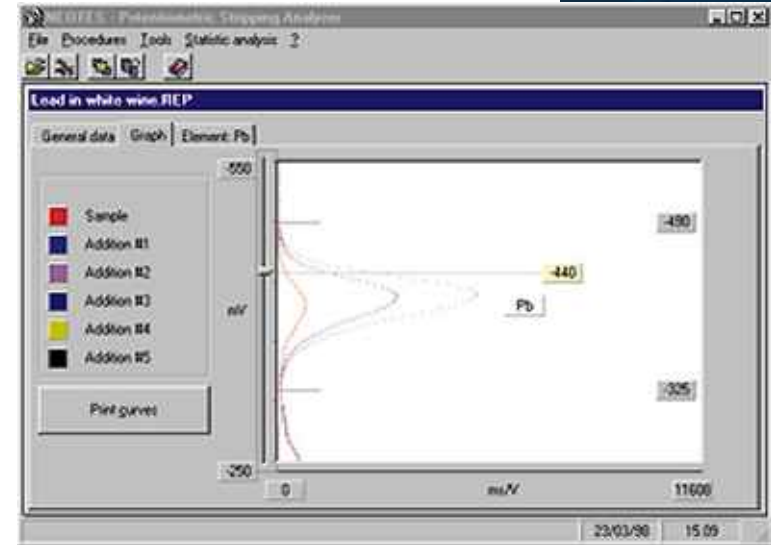 NEOTES - Potentiometric Stripping Analyser
File Procedures Tools Statistic analysis ?
Lead in white wine.REP
General data Graph Element: Pb
-550
Sample
Addition #1
Addition #2
Addition #3
Addition #4
Addition #5
Print curves
mV
-490
-440
Pb
-325
-250
0 ms/V 11600
23/03/98 15:09